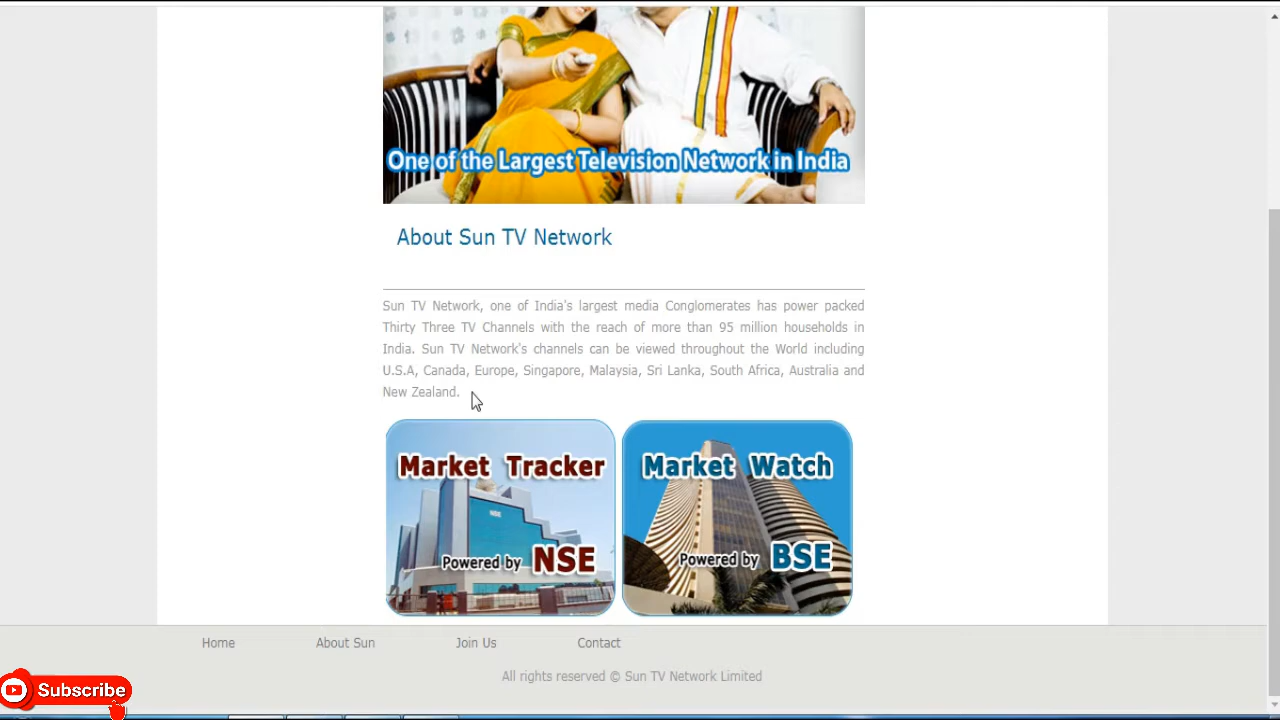 One of the Largest Television Network in India
About Sun TV Network
Sun TV Network, one of India's largest media Conglomerates has power packed
Thirty Three TV Channels with the reach of more than 95 million households in
India. Sun TV Network's channels can be viewed throughout the World including
U.S.A, Canada, Europe, Singapore, Malaysia, Sri Lanka, South Africa, Australia and
New Zealand.
Market Tracker
NSE
Powered by NSE
Market Watch
Powered by BSE
Home About Sun Join Us Contact
All rights reserved © Sun TV Network Limited
Subscribe